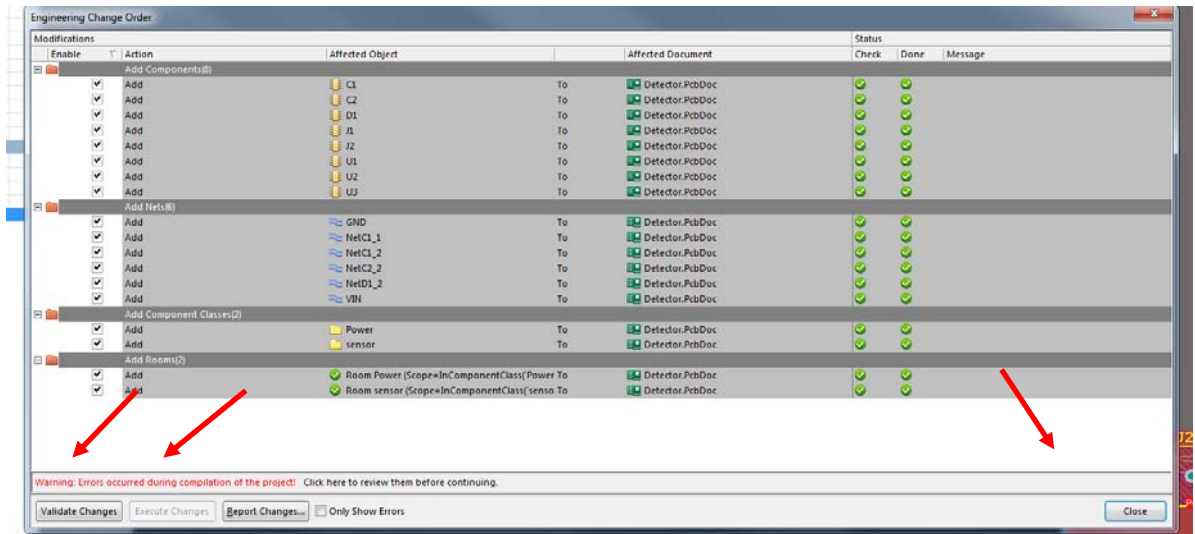 Engineering Change Order
Modifications Status
Enable Action Affected Object Affected Document Check Done Message
Add Components(8)
Add C1 To Detector.PcbDoc
Add C2 To Detector.PcbDoc
Add D1 To Detector.PcbDoc
Add J1 To Detector.PcbDoc
Add J2 To Detector.PcbDoc
Add U1 To Detector.PcbDoc
Add U2 To Detector.PcbDoc
Add U3 To Detector.PcbDoc
Add Nets(6)
Add GND To Detector.PcbDoc
Add NetC1_1 To Detector.PcbDoc
Add NetC1_2 To Detector.PcbDoc
Add NetC2_2 To Detector.PcbDoc
Add NetD1_2 To Detector.PcbDoc
Add VIN To Detector.PcbDoc
Add Component Classes(2)
Add Power To Detector.PcbDoc
Add sensor To Detector.PcbDoc
Add Rooms(2)
Add Room Power (Scope=InComponentClass('Power To Detector.PcbDoc
Add Room sensor (Scope=InComponentClass('senso To Detector.PcbDoc
J2
Warning: Errors occurred during compilation of the project! Click here to review them before continuing.
Validate Changes Execute Changes Report Changes... Only Show Errors Close